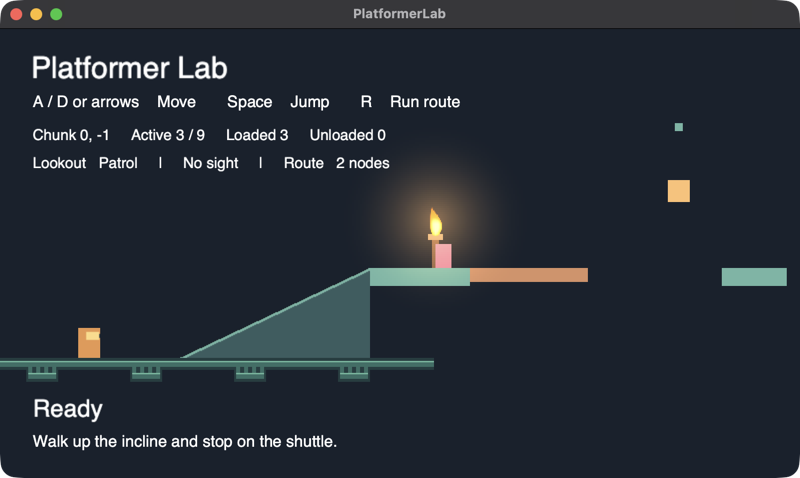 PlatformerLab
Platformer Lab
A / D or arrows Move Space Jump R Run route
Chunk 0, -1 Active 3 / 9 Loaded 3 Unloaded 0
Lookout Patrol | No sight | Route 2 nodes
Ready
Walk up the incline and stop on the shuttle.